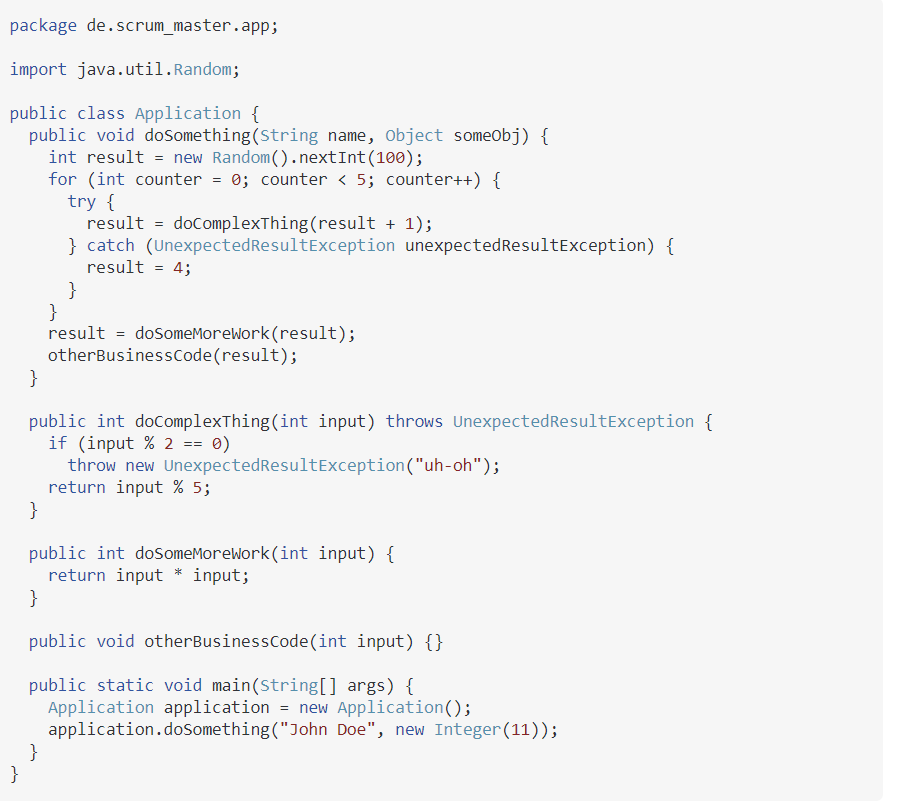 package de.scrum_master.app;

import java.util.Random;

public class Application {
  public void doSomething(String name, Object someObj) {
    int result = new Random().nextInt(100);
    for (int counter = 0; counter < 5; counter++) {
      try {
        result = doComplexThing(result + 1);
      } catch (UnexpectedResultException unexpectedResultException) {
        result = 4;
      }
    }
    result = doSomeMoreWork(result);
    otherBusinessCode(result);
  }

  public int doComplexThing(int input) throws UnexpectedResultException {
    if (input % 2 == 0)
      throw new UnexpectedResultException("uh-oh");
    return input % 5;
  }

  public int doSomeMoreWork(int input) {
    return input * input;
  }

  public void otherBusinessCode(int input) {}

  public static void main(String[] args) {
    Application application = new Application();
    application.doSomething("John Doe", new Integer(11));
  }
}